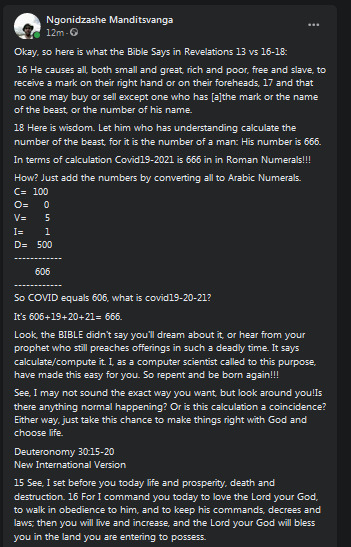 Ngonidzashe Manditsvanga
12m ·
Okay, so here is what the Bible Says in Revelations 13 vs 16-18:
16 He causes all, both small and great, rich and poor, free and slave, to
receive a mark on their right hand or on their foreheads, 17 and that
no one may buy or sell except one who has [a]the mark or the name
of the beast, or the number of his name.
18 Here is wisdom. Let him who has understanding calculate the
number of the beast, for it is the number of a man: His number is 666.
In terms of calculation Covid19-2021 is 666 in in Roman Numerals!!!
How? Just add the numbers by converting all to Arabic Numerals.
C= 100
O= 0
V= 5
I= 1
D= 500
------------
606
------------
So COVID equals 606, what is covid19-20-21?
It's 606+19+20+21= 666.
Look, the BIBLE didn't say you'll dream about it, or hear from your
prophet who still preaches offerings in such a deadly time. It says
calculate/compute it. I, as a computer scientist called to this purpose,
have made this easy for you. So repent and be born again!!!
See, I may not sound the exact way you want, but look around you!Is
there anything normal happening? Or is this calculation a coincidence?
Either way, just take this chance to make things right with God and
choose life.
Deuteronomy 30:15-20
New International Version
15 See, I set before you today life and prosperity, death and
destruction. 16 For I command you today to love the Lord your God,
to walk in obedience to him, and to keep his commands, decrees and
laws; then you will live and increase, and the Lord your God will bless
you in the land you are entering to possess.